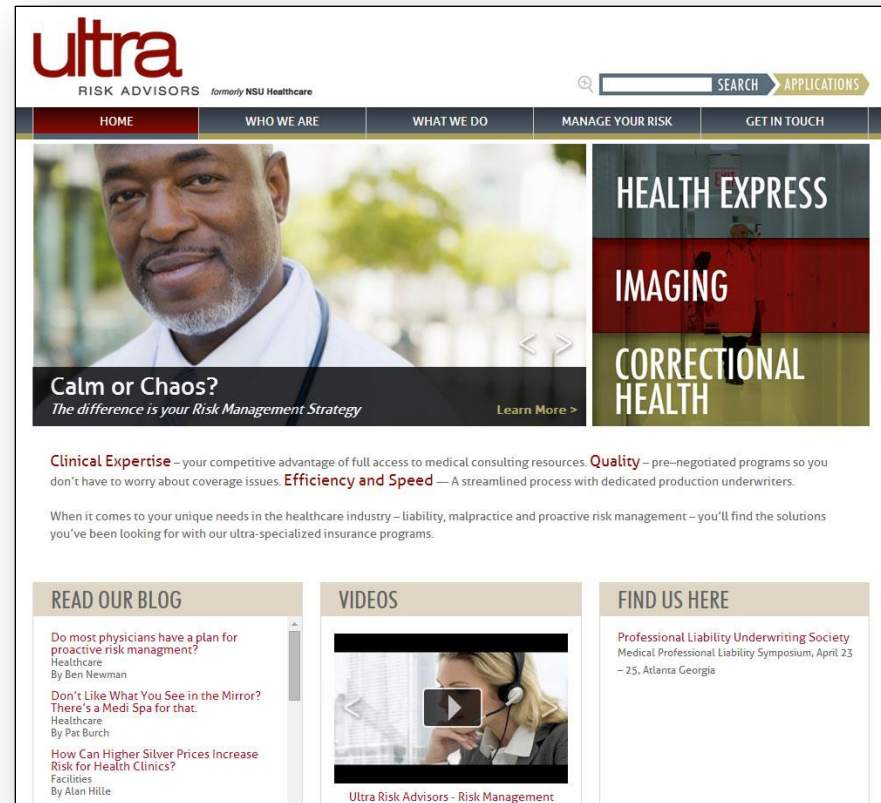 ultra
RISK ADVISORS formerly NSU Healthcare
SEARCH APPLICATIONS
HOME WHO WE ARE WHAT WE DO MANAGE YOUR RISK GET IN TOUCH
EXIT
HEALTH EXPRESS
IMAGING
CORRECTIONAL
HEALTH
< >
Calm or Chaos?
The difference is your Risk Management Strategy
Learn More >
Clinical Expertise – your competitive advantage of full access to medical consulting resources. Quality – pre–negotiated programs so you
don't have to worry about coverage issues. Efficiency and Speed — A streamlined process with dedicated production underwriters.
When it comes to your unique needs in the healthcare industry – liability, malpractice and proactive risk management – you'll find the solutions
you've been looking for with our ultra-specialized insurance programs.
READ OUR BLOG
Do most physicians have a plan for
proactive risk managment?
Healthcare
By Ben Newman
Don't Like What You See in the Mirror?
There's a Medi Spa for that.
Healthcare
By Pat Burch
How Can Higher Silver Prices Increase
Risk for Health Clinics?
Facilities
By Alan Hille
VIDEOS
< >
Ultra Risk Advisors - Risk Management
FIND US HERE
Professional Liability Underwriting Society
Medical Professional Liability Symposium, April 23
– 25, Atlanta Georgia